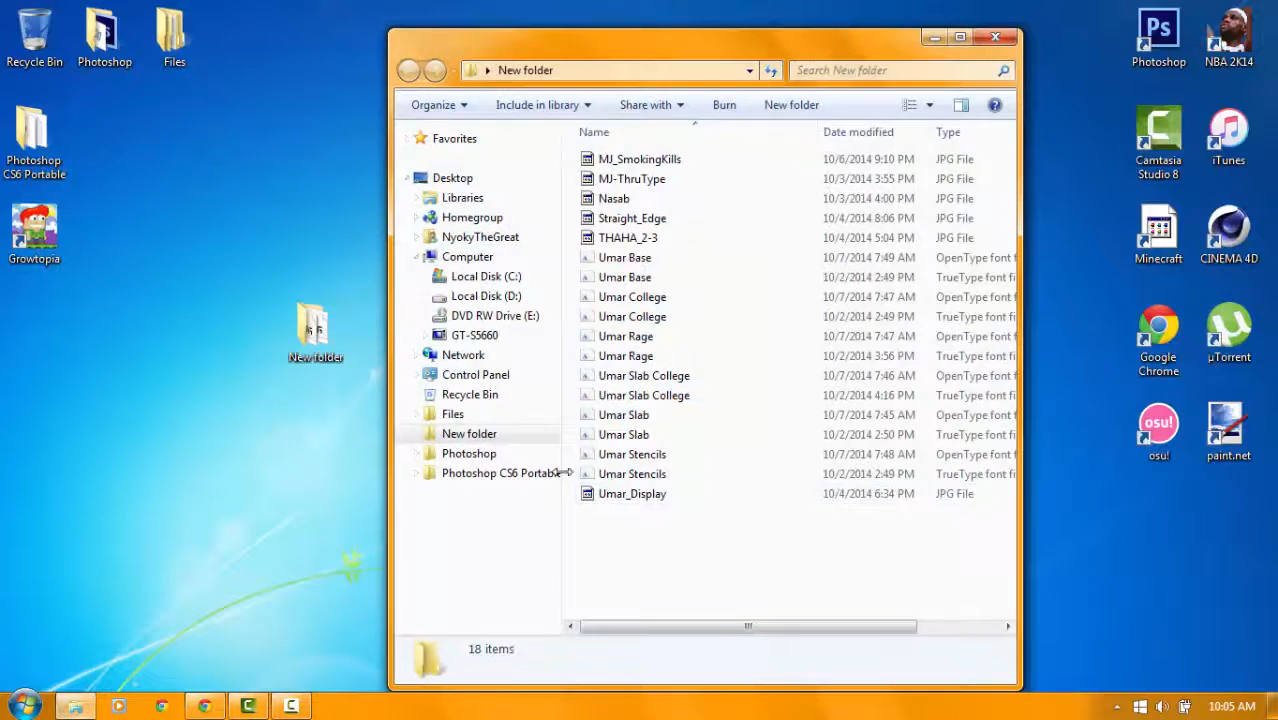 Recycle Bin
Photoshop
Files
Photoshop CS6 Portable
Growtopia
New folder
New folder
Search New folder
Organize
Include in library
Share with
Burn
New folder
Favorites
Desktop
Libraries
Homegroup
NyokyTheGreat
Computer
Local Disk (C:)
Local Disk (D:)
DVD RW Drive (E:)
GT-S5660
Network
Control Panel
Recycle Bin
Files
New folder
Photoshop
Photoshop CS6 Portable
Name Date modified Type
MJ_SmokingKills 10/6/2014 9:10 PM JPG File
MJ-ThruType 10/3/2014 3:55 PM JPG File
Nasab 10/3/2014 4:00 PM JPG File
Straight_Edge 10/4/2014 8:06 PM JPG File
THAHA_2-3 10/4/2014 5:04 PM JPG File
Umar Base 10/7/2014 7:49 AM OpenType font f
Umar Base 10/2/2014 2:49 PM TrueType font fi
Umar College 10/7/2014 7:47 AM OpenType font f
Umar College 10/2/2014 2:49 PM TrueType font fi
Umar Rage 10/7/2014 7:47 AM OpenType font f
Umar Rage 10/2/2014 3:56 PM TrueType font fi
Umar Slab College 10/7/2014 7:46 AM OpenType font f
Umar Slab College 10/2/2014 4:16 PM TrueType font fi
Umar Slab 10/7/2014 7:45 AM OpenType font f
Umar Slab 10/2/2014 2:50 PM TrueType font fi
Umar Stencils 10/7/2014 7:48 AM OpenType font f
Umar Stencils 10/2/2014 2:49 PM TrueType font fi
Umar_Display 10/4/2014 6:34 PM JPG File
18 items
Ps
Photoshop
NBA 2K14
Camtasia Studio 8
iTunes
Minecraft
CINEMA 4D
Google Chrome
µTorrent
osu!
osu!
paint.net
10:05 AM